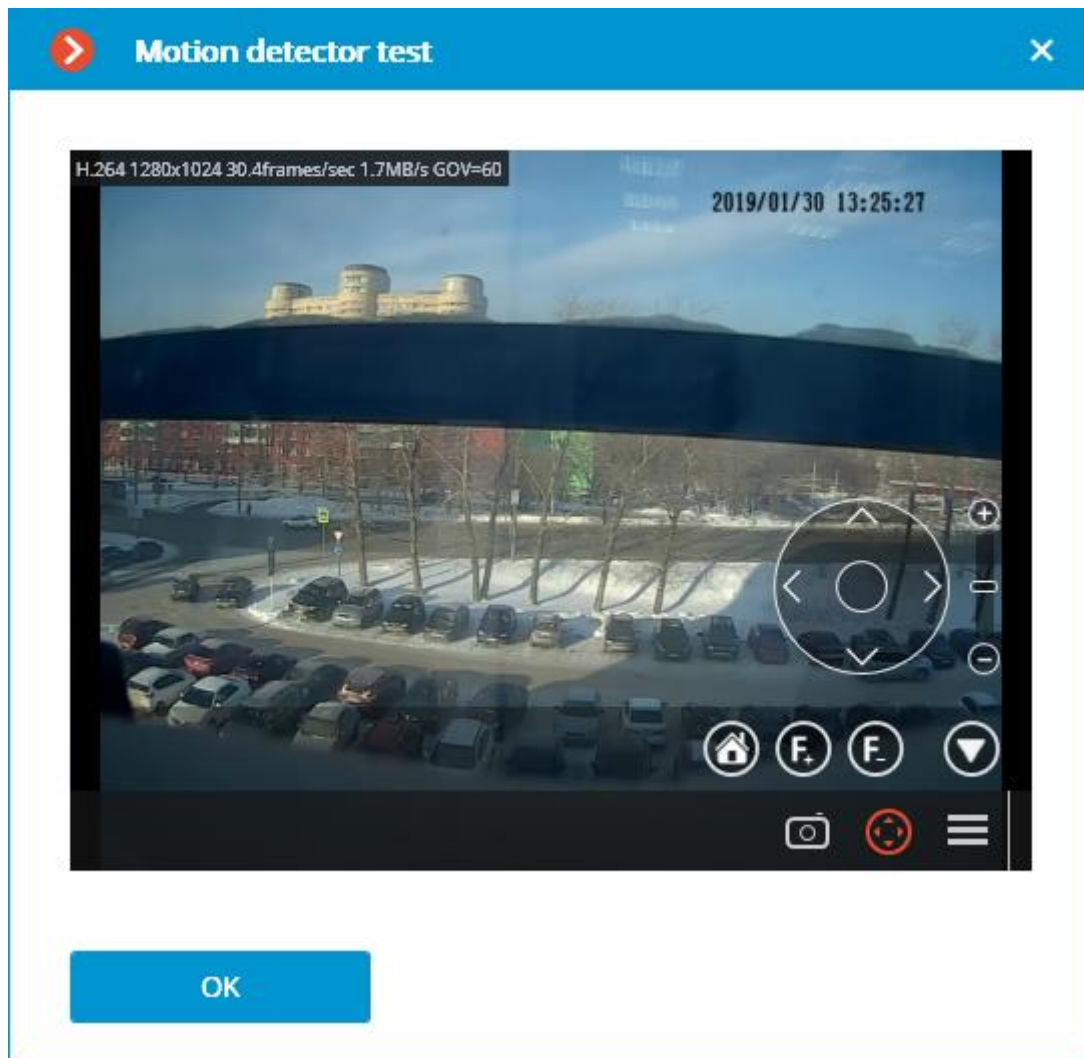 Motion detector test
H.264 1280x1024 30.4frames/sec 1.7MB/s GOV=60
2019/01/30 13:25:27
F+
F-
OK